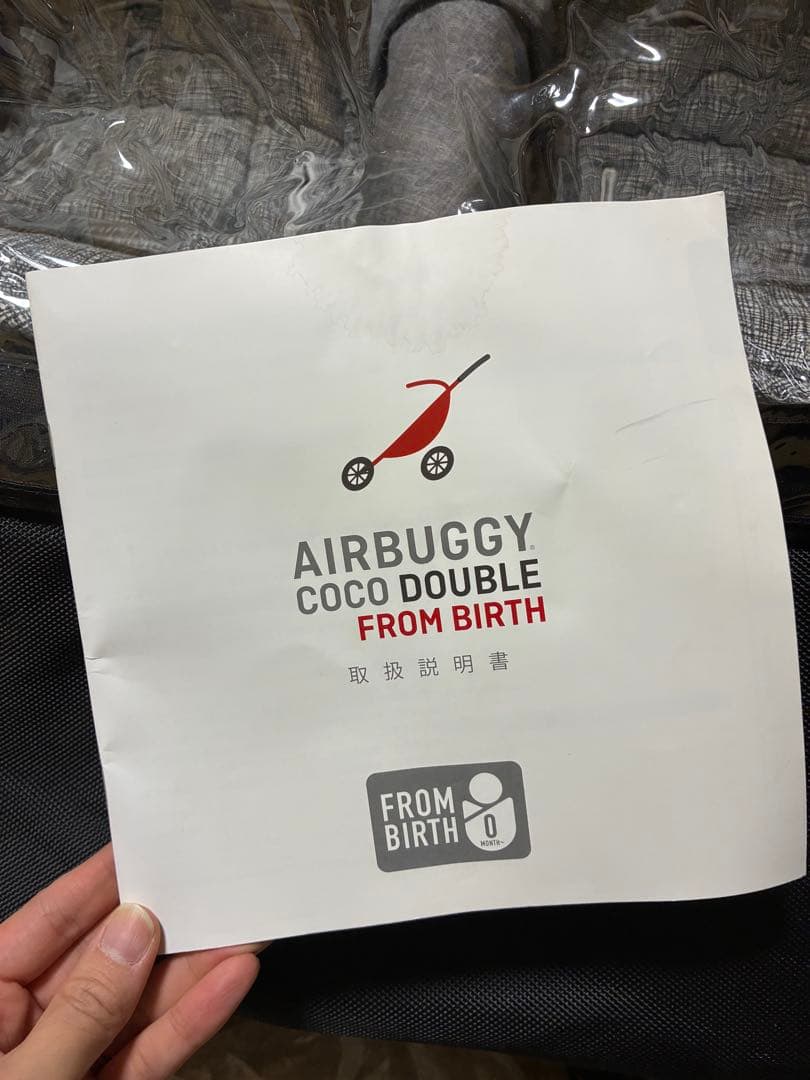 AIRBUGGY®
COCO DOUBLE
FROM BIRTH
取扱説明書
FROM
BIRTH
0
MONTH~